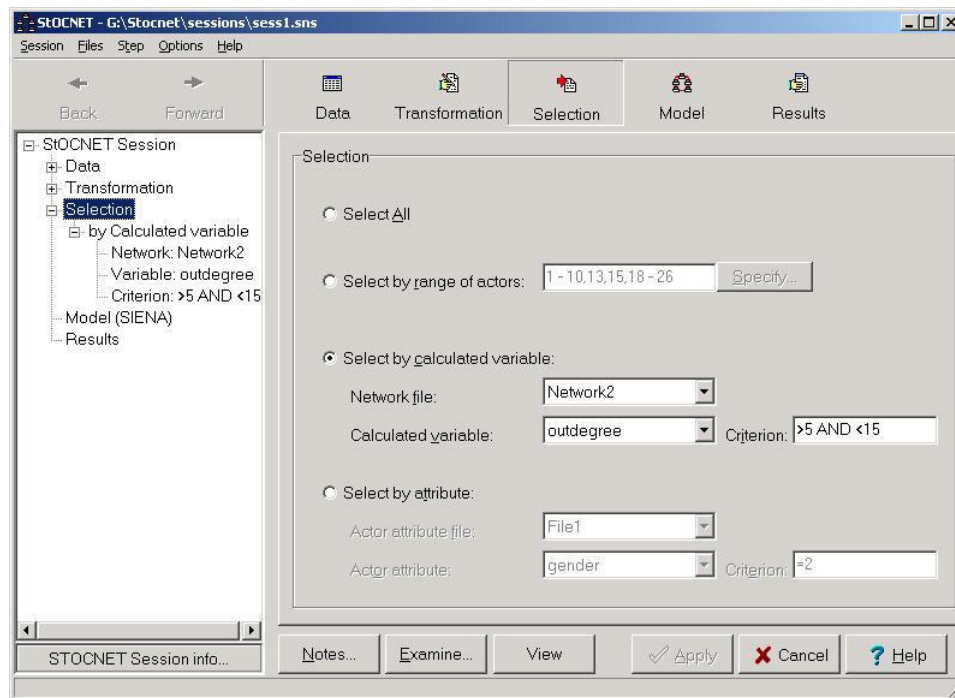 StOCNET - G:\Stocnet\sessions\sess1.sns
Session Files Step Options Help
Back Forward Data Transformation Selection Model Results
StOCNET Session
Data
Transformation
Selection
by Calculated variable
Network: Network2
Variable: outdegree
Criterion: >5 AND <15
Model (SIENA)
Results
STOCNET Session info...
Selection
Select All
Select by range of actors: 1 - 10,13,15,18 - 26 Specify...
Select by calculated variable:
Network file: Network2
Calculated variable: outdegree Criterion: >5 AND <15
Select by attribute:
Actor attribute file: File1
Actor attribute: gender Criterion: =2
Notes... Examine... View Apply Cancel Help